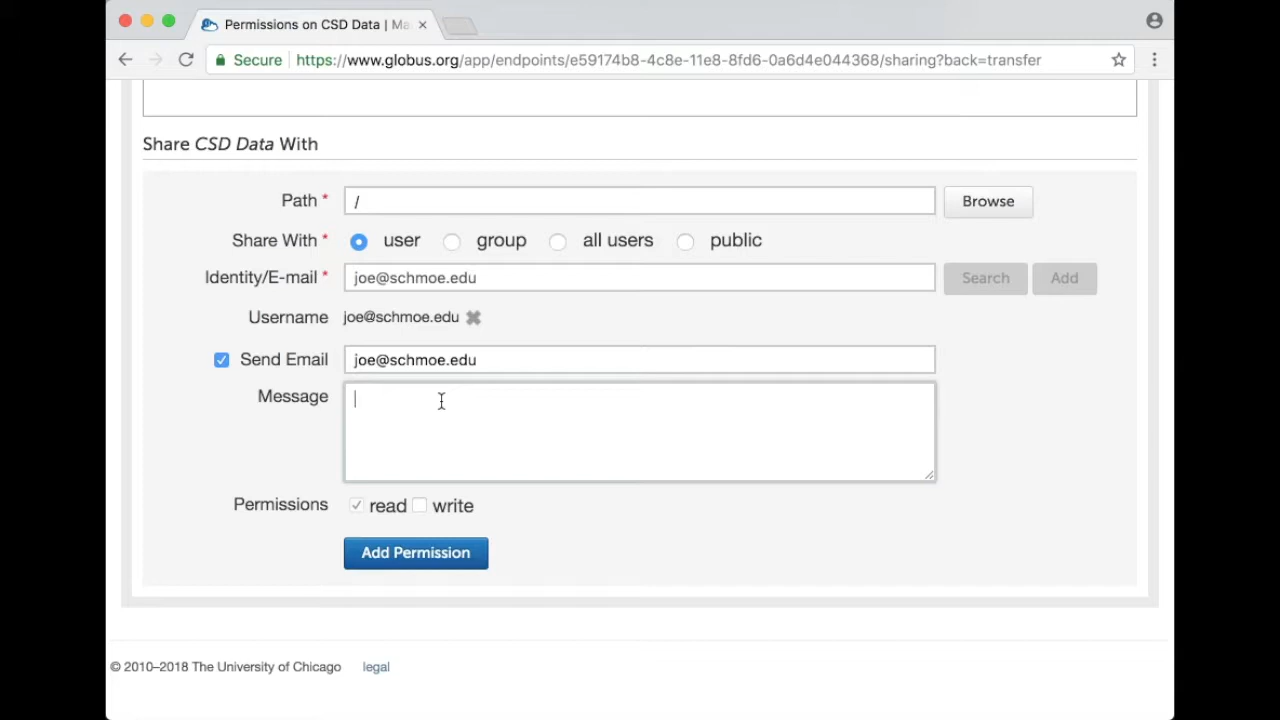 Permissions on CSD Data | Ma
Secure https://www.globus.org/app/endpoints/e59174b8-4c8e-11e8-8fd6-0a6d4e044368/sharing?back=transfer
Share CSD Data With
Path * / Browse
Share With * user group all users public
Identity/E-mail * joe@schmoe.edu Search Add
Username joe@schmoe.edu
Send Email joe@schmoe.edu
Message
Permissions read write
Add Permission
© 2010–2018 The University of Chicago legal